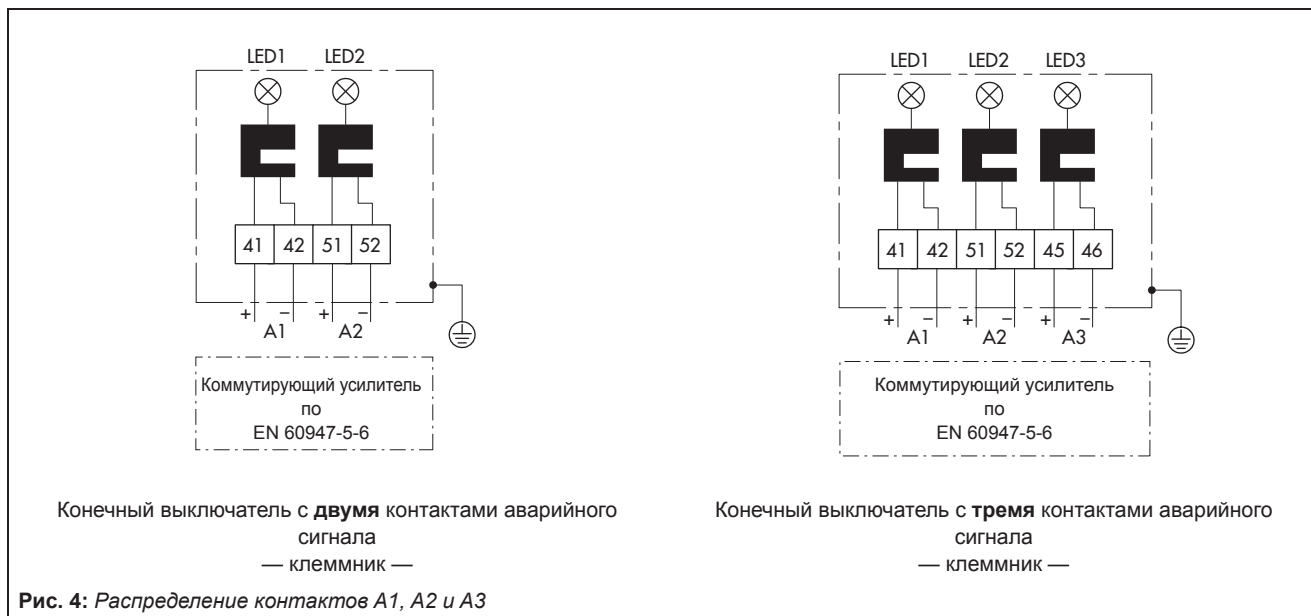 LED1 LED2
41 42 51 52
+ − + −
A1 A2
Коммутирующий усилитель
по
EN 60947-5-6
Конечный выключатель с двумя контактами аварийного
сигнала
— клеммник —
LED1 LED2 LED3
41 42 51 52 45 46
+ − + − + −
A1 A2 A3
Коммутирующий усилитель
по
EN 60947-5-6
Конечный выключатель с тремя контактами аварийного
сигнала
— клеммник —
Рис. 4: Распределение контактов A1, A2 и A3